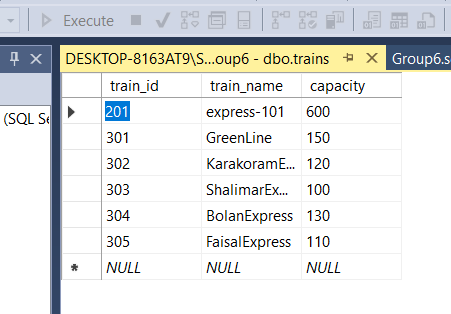 Execute
DESKTOP-8163AT9\S...oup6 - dbo.trains
Group6.s
(SQL Se
train_id train_name capacity
201 express-101 600
301 GreenLine 150
302 KarakoramE... 120
303 ShalimarEx... 100
304 BolanExpress 130
305 FaisalExpress 110
* NULL NULL NULL